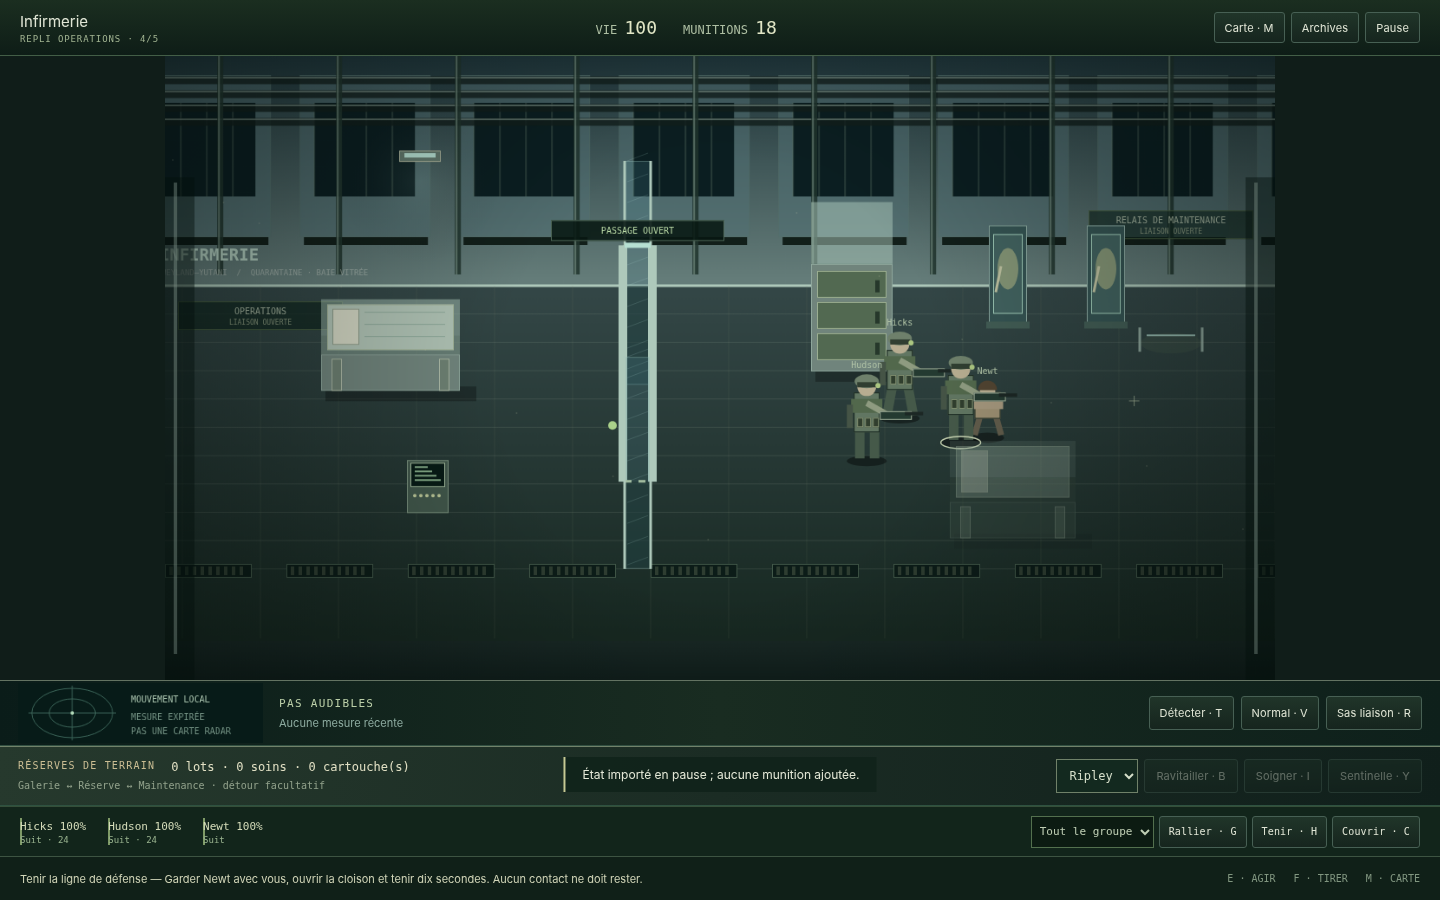 Infirmerie
REPLI OPERATIONS · 4/5
VIE 100 MUNITIONS 18
Carte · M
Archives
Pause
PASSAGE OUVERT
RELAIS DE MAINTENANCE
LIAISON OUVERTE
INFIRMERIE
QUARANTAINE · BAIE VITRÉE
OPERATIONS
LIAISON OUVERTE
Hicks
Hudson
Newt
MOUVEMENT LOCAL
MESURE EXPIRÉE
PAS UNE CARTE RADAR
PAS AUDIBLES
Aucune mesure récente
Détecter · T
Normal · V
Sas liaison · R
RÉSERVES DE TERRAIN 0 lots · 0 soins · 0 cartouche(s)
Galerie ↔ Réserve ↔ Maintenance · détour facultatif
État importé en pause ; aucune munition ajoutée.
Ripley
Ravitailler · B
Soigner · I
Sentinelle · Y
Hicks 100%
Suit · 24
Hudson 100%
Suit · 24
Newt 100%
Suit
Tout le groupe
Rallier · G
Tenir · H
Couvrir · C
Tenir la ligne de défense — Garder Newt avec vous, ouvrir la cloison et tenir dix secondes. Aucun contact ne doit rester.
E · AGIR F · TIRER M · CARTE